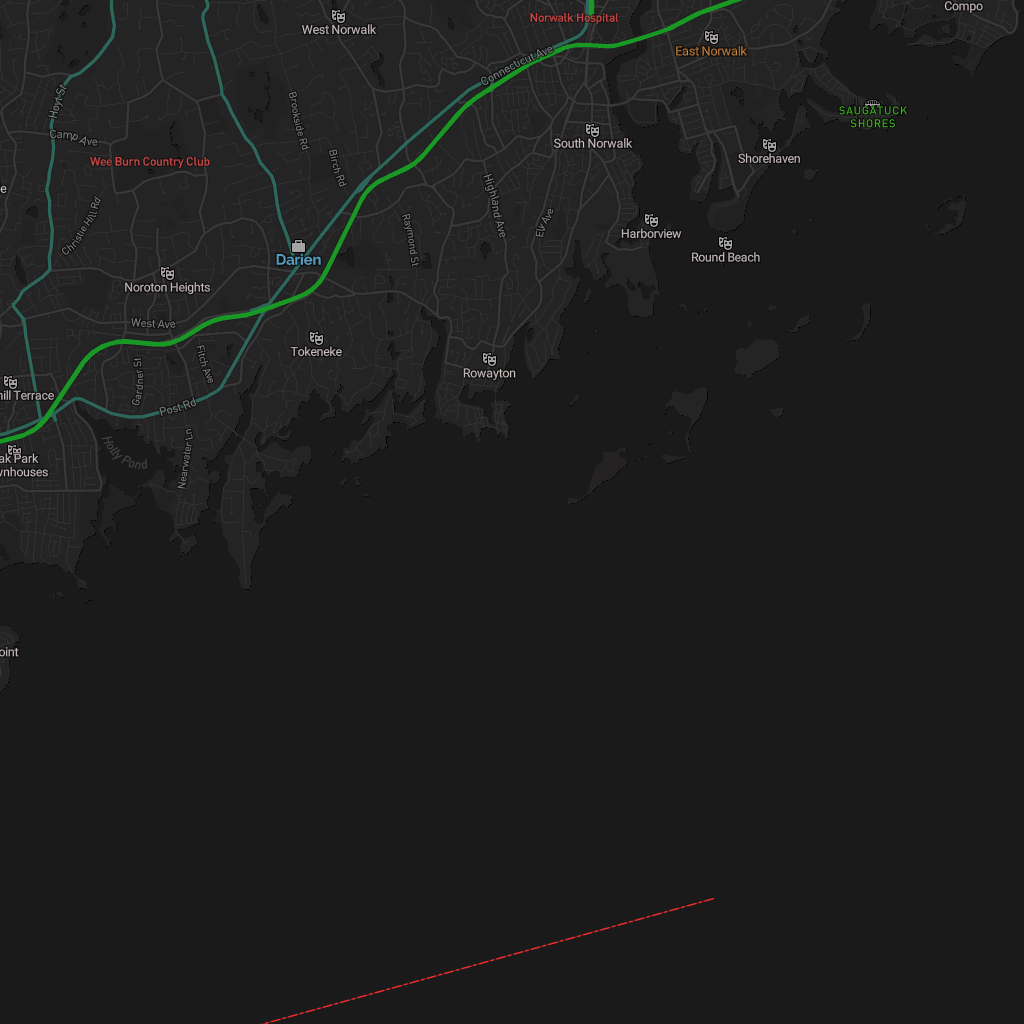 Compo
Norwalk Hospital
West Norwalk
East Norwalk
Connecticut Ave
Hoyt St
Brookside Rd
SAUGATUCK
SHORES
Camp Ave
South Norwalk
Wee Burn Country Club
Birch Rd
Shorehaven
e
Highland Ave
Christie Hill Rd
Raymond St
Ely Ave
Harborview
Round Beach
Darien
Noroton Heights
West Ave
Tokeneke
Fitch Ave
Gardner St
Rowayton
hill Terrace
Post Rd
Holly Pond
Nearwater Ln
ak Park
wnhouses
oint